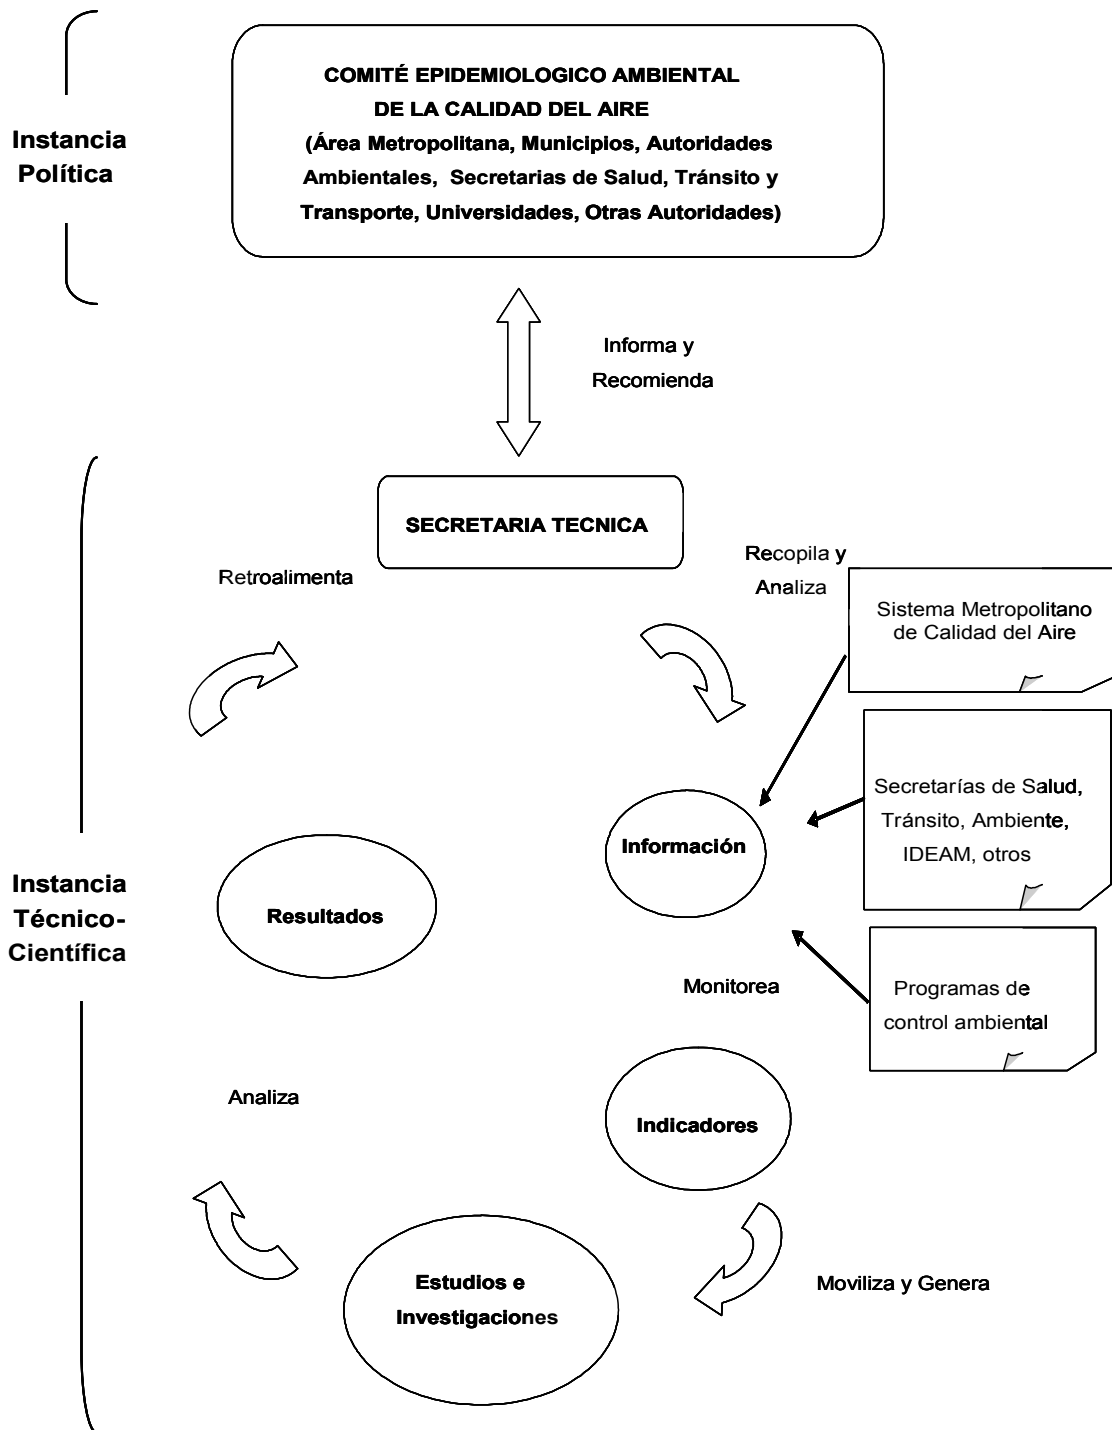 Instancia
Política
COMITÉ EPIDEMIOLOGICO AMBIENTAL
DE LA CALIDAD DEL AIRE
(Área Metropolitana, Municipios, Autoridades
Ambientales, Secretarias de Salud, Tránsito y
Transporte, Universidades, Otras Autoridades)
Informa y
Recomienda
SECRETARIA TECNICA
Retroalimenta
Recopila y
Analiza
Sistema Metropolitano
de Calidad del Aire
Secretarías de Salud,
Tránsito, Ambiente,
IDEAM, otros
Información
Instancia
Técnico-
Científica
Resultados
Monitorea
Programas de
control ambiental
Analiza
Indicadores
Estudios e
Investigaciones
Moviliza y Genera